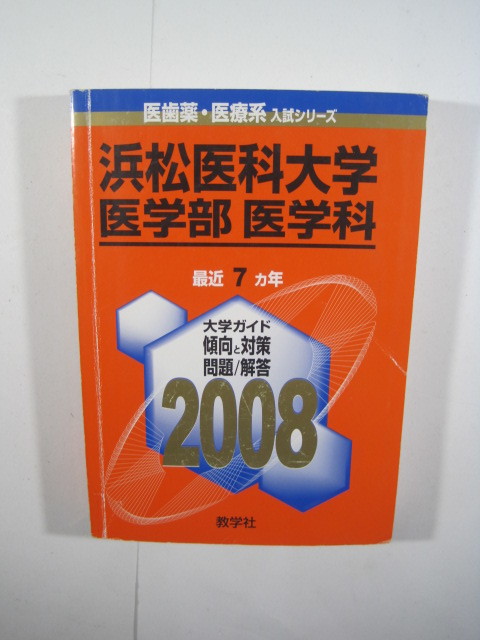 医歯薬・医療系 入試シリーズ
浜松医科大学
医学部 医学科
最近 7 カ年
大学ガイド
傾向と対策
問題/解答
2008
教学社